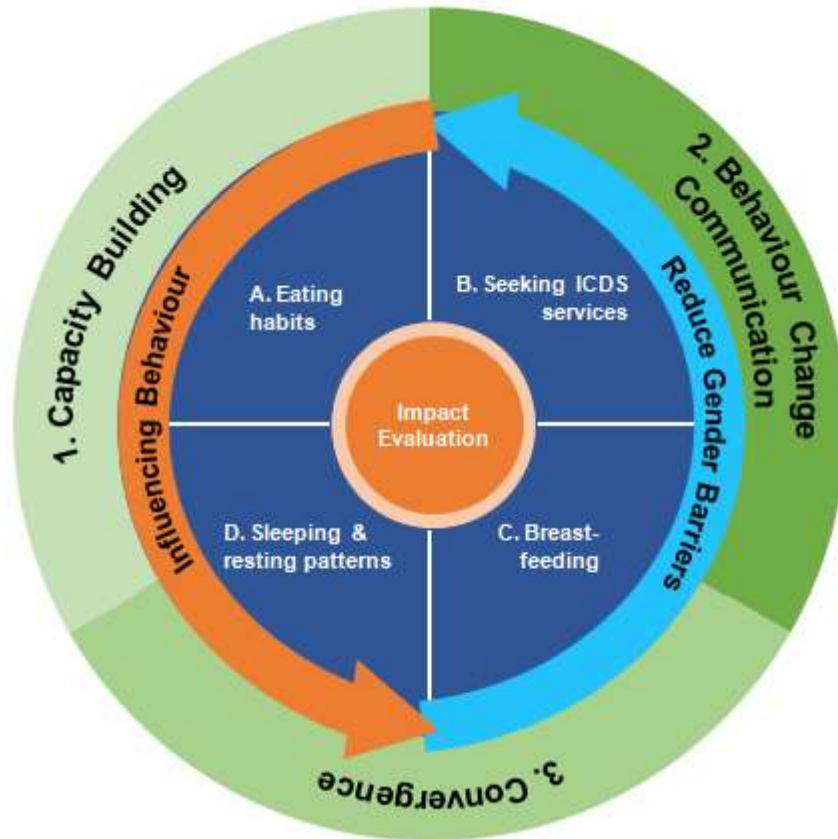 1. Capacity Building
2. Behaviour Change
Communication
3. Convergence
Influencing Behaviour
Reduce Gender Barriers
A. Eating
habits
B. Seeking ICDS
services
C. Breast-
feeding
D. Sleeping &
resting patterns
Impact
Evaluation